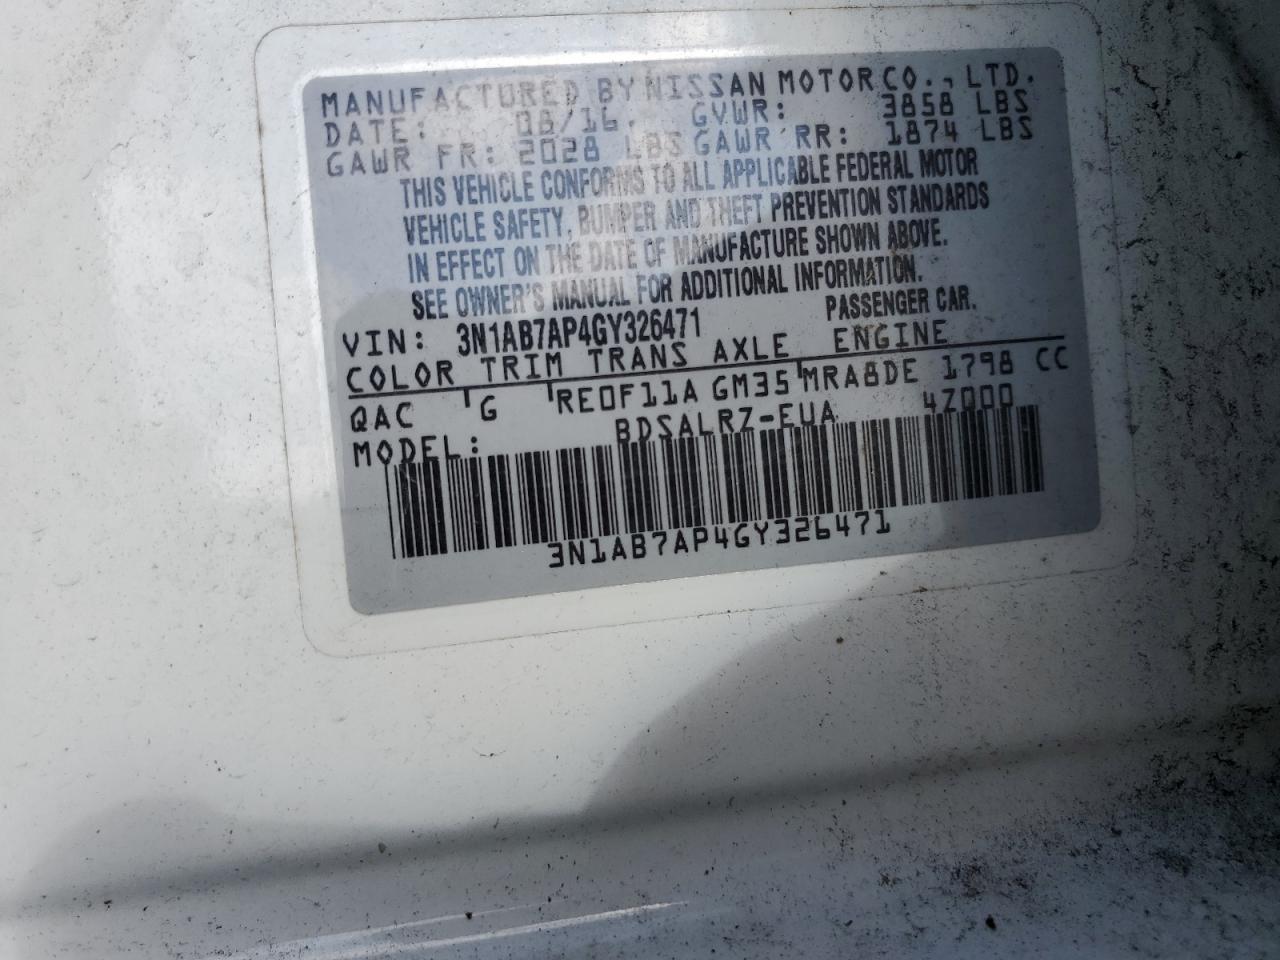 MANUFACTURED BY NISSAN MOTOR CO., LTD.
DATE: 08/16. GVWR: 3858 LBS
GAWR FR: 2028 LBS GAWR RR: 1874 LBS
THIS VEHICLE CONFORMS TO ALL APPLICABLE FEDERAL MOTOR
VEHICLE SAFETY, BUMPER AND THEFT PREVENTION STANDARDS
IN EFFECT ON THE DATE OF MANUFACTURE SHOWN ABOVE.
SEE OWNER'S MANUAL FOR ADDITIONAL INFORMATION.
VIN: 3N1AB7AP4GY326471 PASSENGER CAR.
COLOR TRIM TRANS AXLE ENGINE
QAC G RE0F11A GM35 MRA8DE 1798 CC
MODEL: BDSALRZ-EUA 4Z000
3N1AB7AP4GY326471